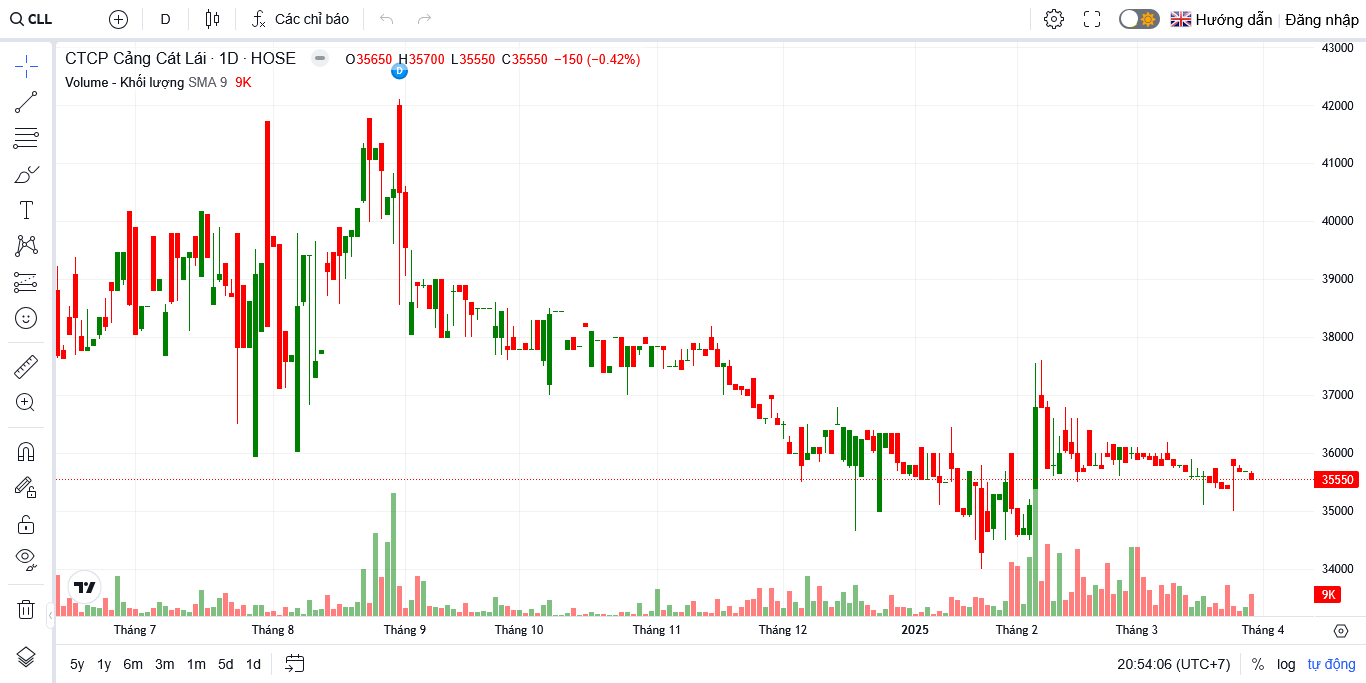 CLL D Các chỉ báo Hướng dẫn Đăng nhập
CTCP Cảng Cát Lái · 1D · HOSE O35650 H35700 L35550 C35550 −150 (−0.42%)
D
Volume - Khối lượng SMA 9 9K
43000
42000
41000
40000
39000
38000
37000
36000
35550
35000
34000
9K
Tháng 7 Tháng 8 Tháng 9 Tháng 10 Tháng 11 Tháng 12 2025 Tháng 2 Tháng 3 Tháng 4
5y 1y 6m 3m 1m 5d 1d 20:54:06 (UTC+7) % log tự động